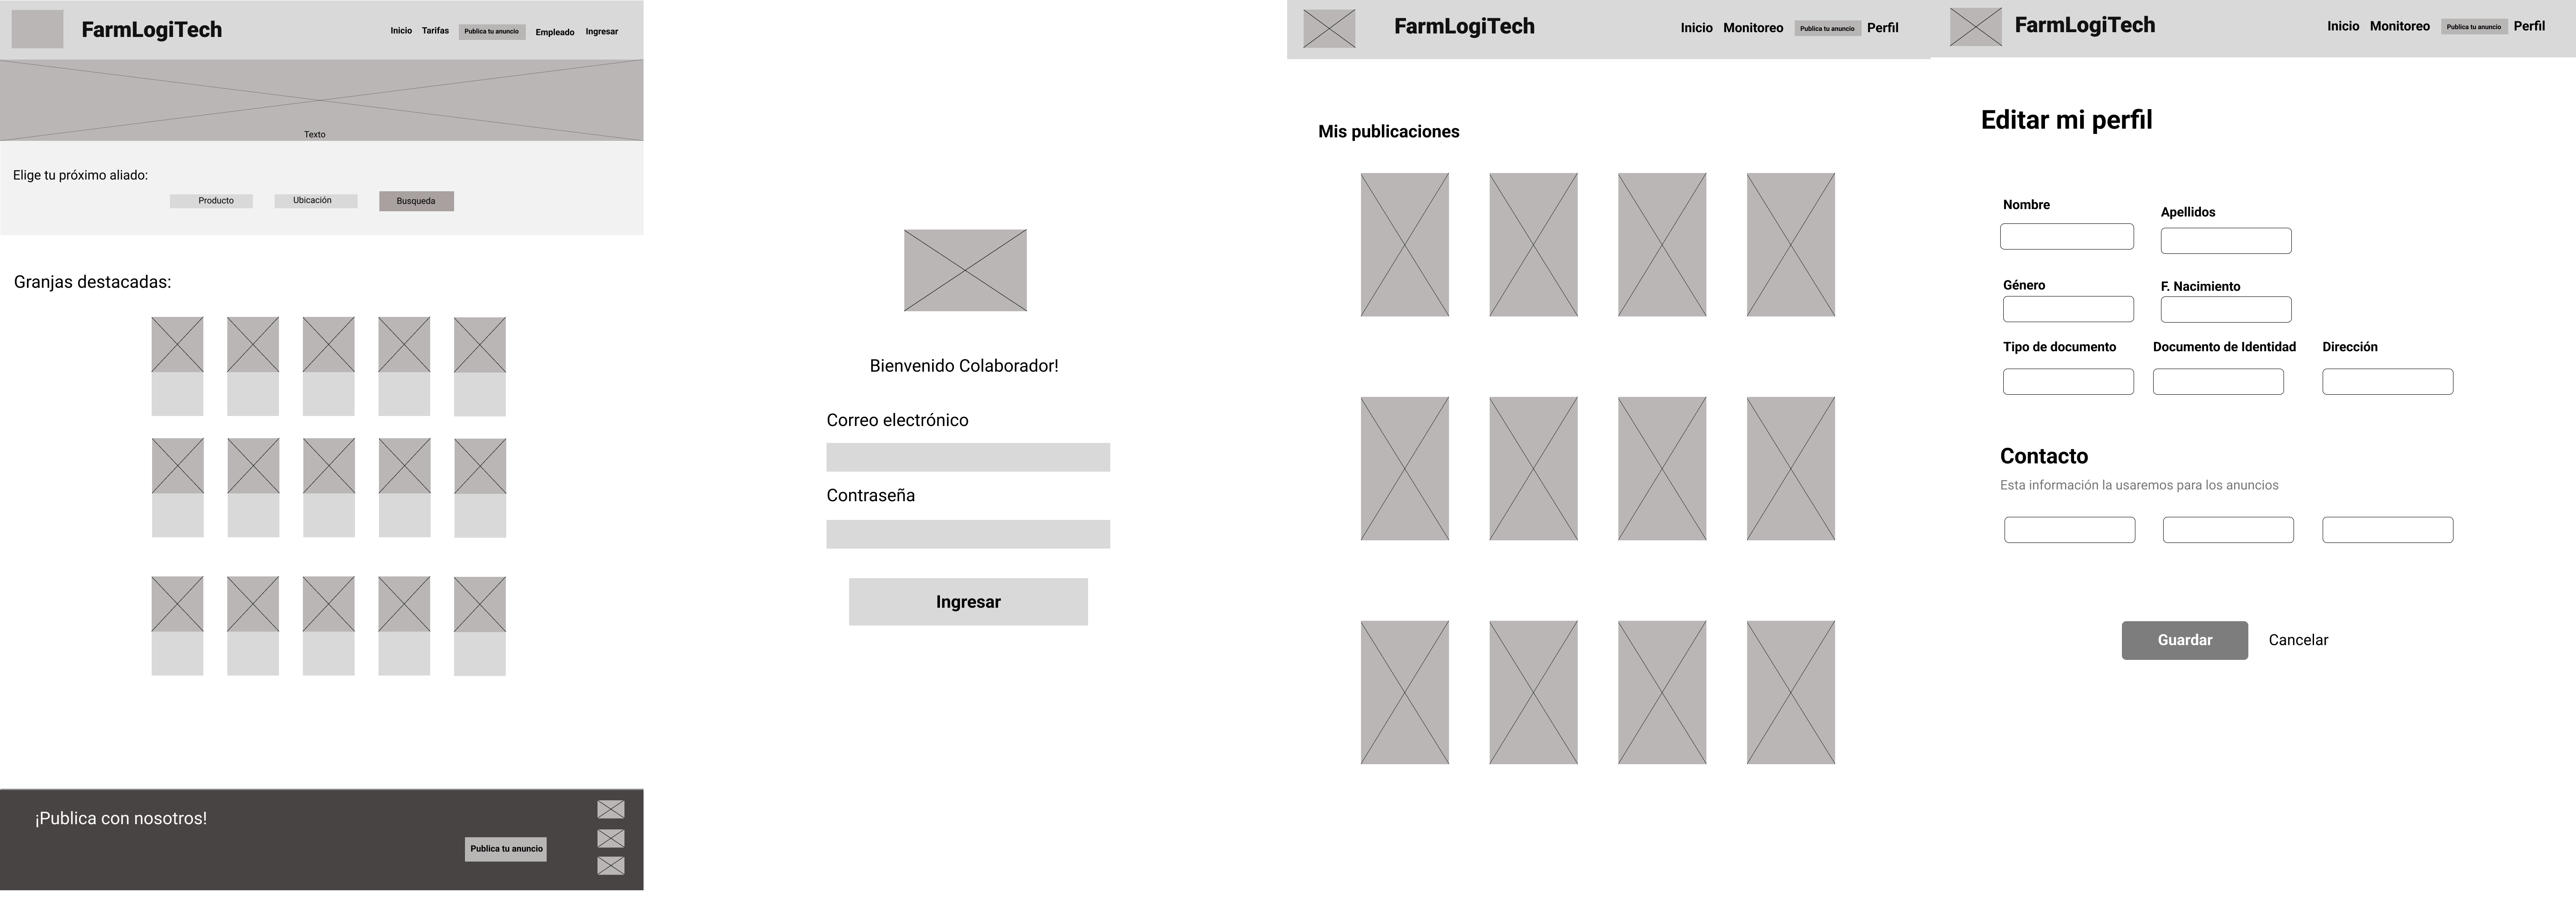 FarmLogiTech
Inicio Tarifas Publica tu anuncio Empleado Ingresar
Texto
Elige tu próximo aliado:
Producto Ubicación Busqueda
Granjas destacadas:
¡Publica con nosotros!
Publica tu anuncio
Bienvenido Colaborador!
Correo electrónico
Contraseña
Ingresar
FarmLogiTech
Inicio Monitoreo Publica tu anuncio Perfil
Mis publicaciones
FarmLogiTech
Inicio Monitoreo Publica tu anuncio Perfil
Editar mi perfil
Nombre Apellidos
Género F. Nacimiento
Tipo de documento Documento de Identidad Dirección
Contacto
Esta información la usaremos para los anuncios
Guardar Cancelar